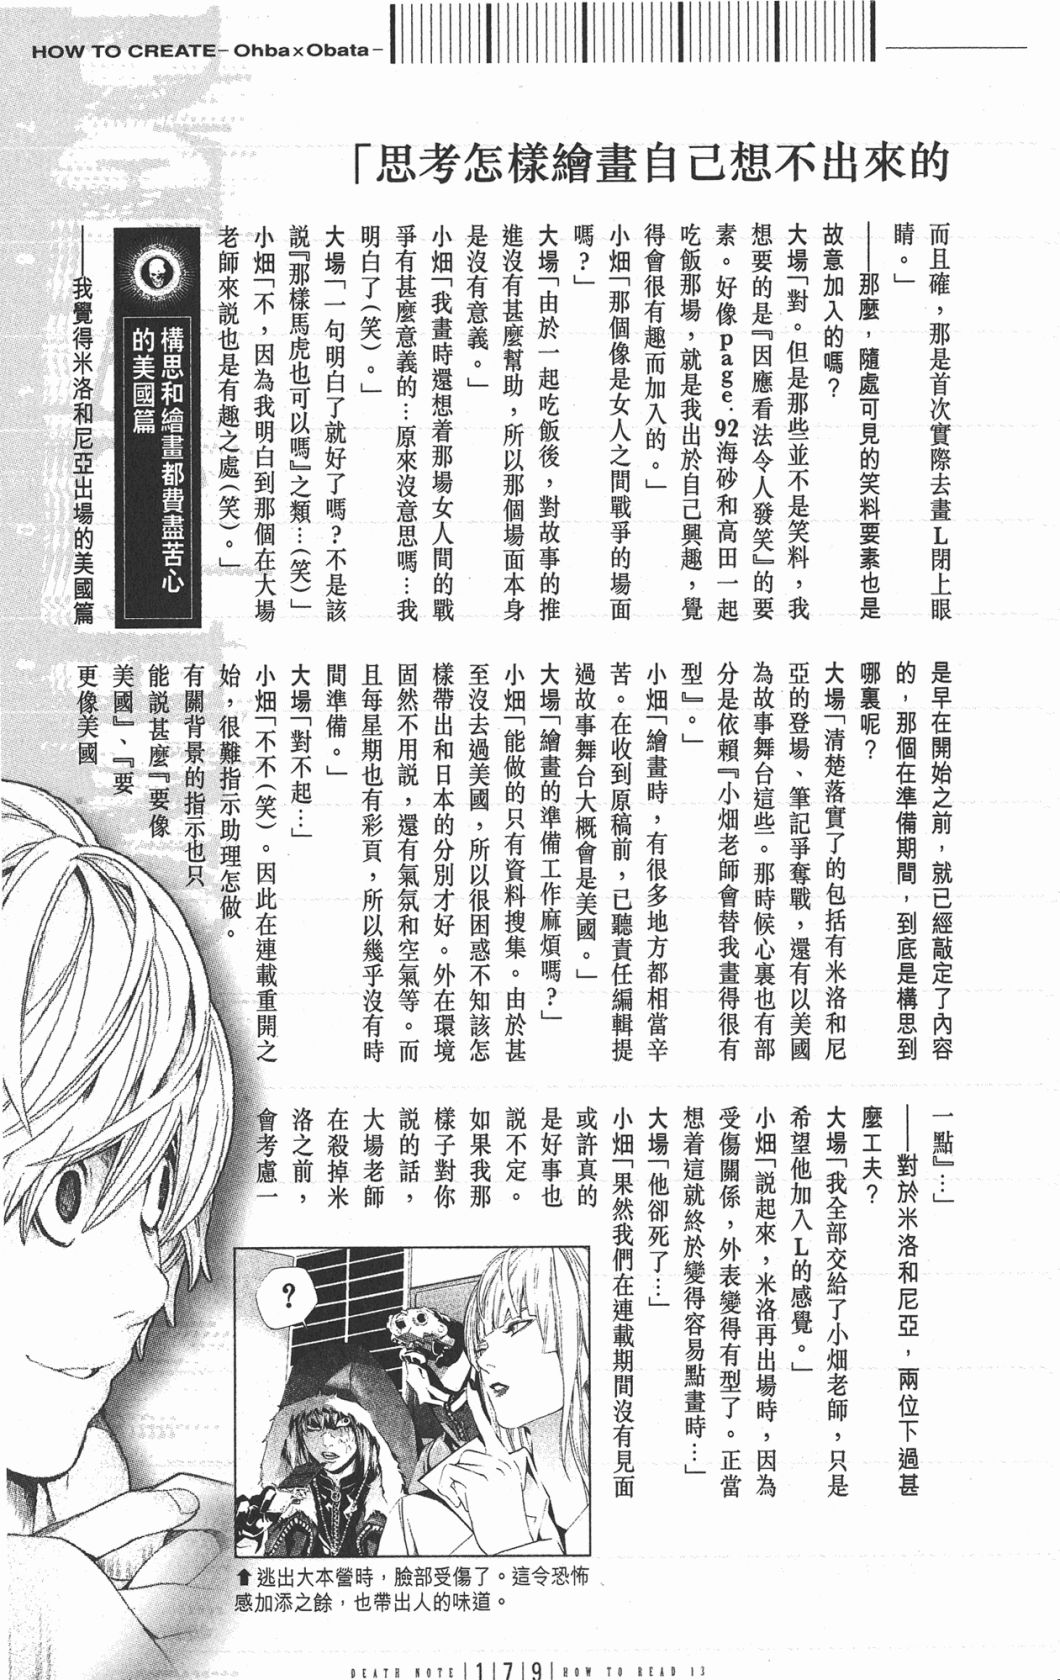 HOW TO CREATE－Ohba×Obata－
「思考怎樣繪畫自己想不出來的
而且確，那是首次實際去畫L閉上眼
睛。」
——那麼，隨處可見的笑料要素也是
故意加入的嗎？
大場「對。但是那些並不是笑料，我
想要的是『因應看法令人發笑』的要
素。好像page.92海砂和高田一起
吃飯那場，就是我出於自己興趣，覺
得會很有趣而加入的。」
小畑「那個像是女人之間戰爭的場面
嗎？」
大場「由於一起吃飯後，對故事的推
進沒有甚麼幫助，所以那個場面本身
是沒有意義。」
小畑「我畫時還想着那場女人間的戰
爭有甚麼意義的…原來沒意思嗎…我
明白了（笑）。」
大場「一句明白了就好了嗎？不是該
説『那樣馬虎也可以嗎』之類…（笑）」
小畑「不，因為我明白到那個在大場
老師來説也是有趣之處（笑）。」
構思和繪畫都費盡苦心
的美國篇
——我覺得米洛和尼亞出場的美國篇
是早在開始之前，就已經敲定了內容
的，那個在準備期間，到底是構思到
哪裏呢？
大場「清楚落實了的包括有米洛和尼
亞的登場、筆記爭奪戰，還有以美國
為故事舞台這些。那時候心裏也有部
分是依賴『小畑老師會替我畫得很有
型』。」
小畑「繪畫時，有很多地方都相當辛
苦。在收到原稿前，已聽責任編輯提
過故事舞台大概會是美國。」
大場「繪畫的準備工作麻煩嗎？」
小畑「能做的只有資料搜集。由於甚
至沒去過美國，所以很困惑不知該怎
樣帶出和日本的分別才好。外在環境
固然不用説，還有氣氛和空氣等。而
且每星期也有彩頁，所以幾乎沒有時
間準備。」
大場「對不起…」
小畑「不不（笑）。因此在連載重開之
始，很難指示助理怎做。
有關背景的指示也只
能説甚麼『要像
美國』、『要
更像美國
一點』…」
——對於米洛和尼亞，兩位下過甚
麼工夫？
大場「我全部交給了小畑老師，只是
希望他加入L的感覺。」
小畑「説起來，米洛再出場時，因為
受傷關係，外表變得有型了。正當
想着這就終於變得容易點畫時…」
大場「他卻死了…」
小畑「果然我們在連載期間沒有見面
或許真的
是好事也
説不定。
如果我那
樣子對你
説的話，
大場老師
在殺掉米
洛之前，
會考慮一
?
⬆逃出大本營時，臉部受傷了。這令恐怖
感加添之餘，也帶出人的味道。
DEATH NOTE|1|7|9|HOW TO READ 13